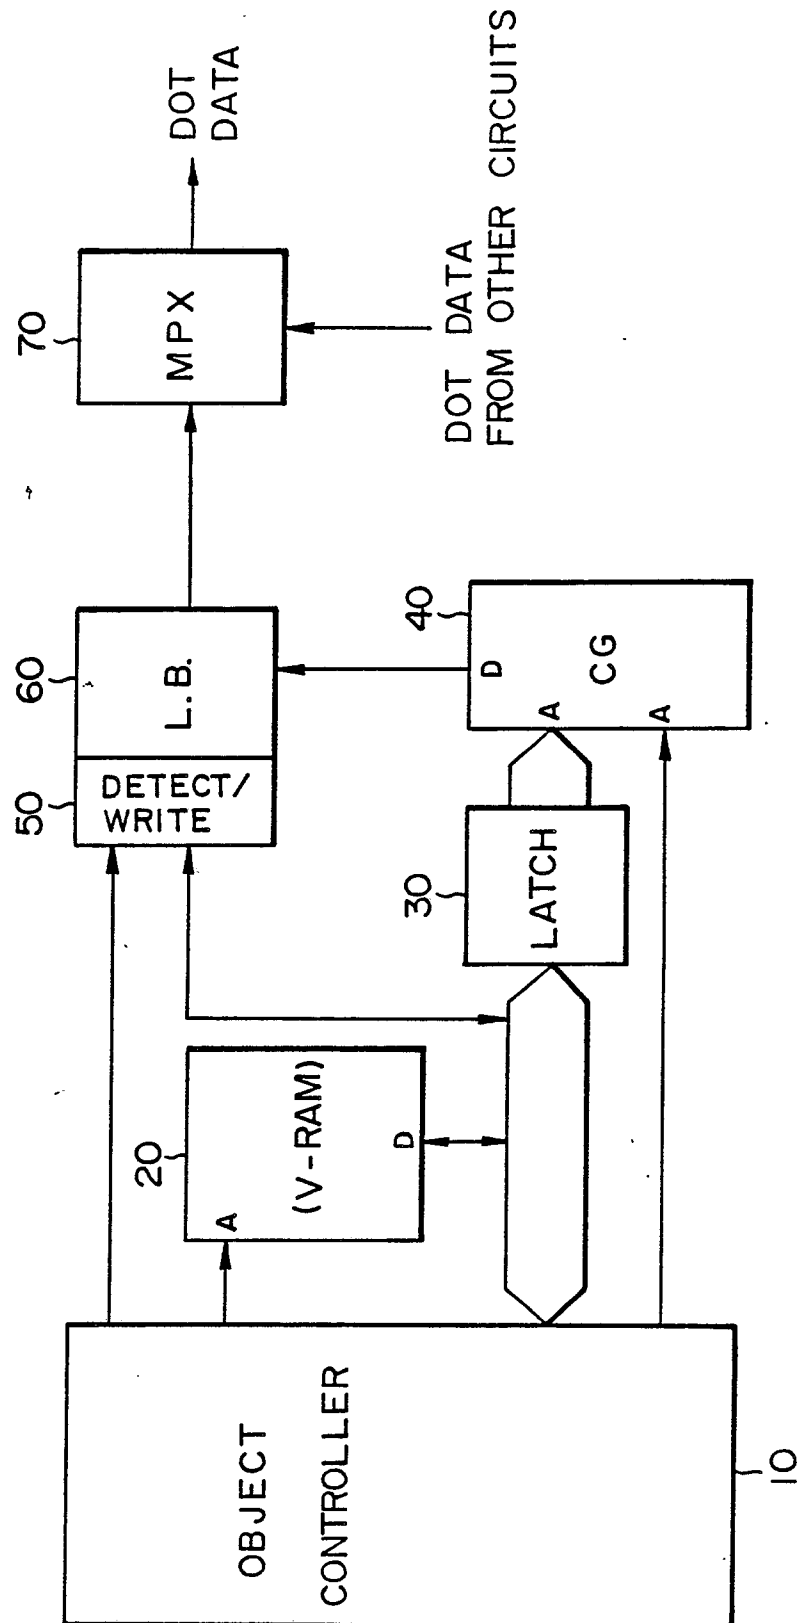 OBJECT
CONTROLLER
10
20
A
(V-RAM)
D
30
LATCH
40
D
A
A
CG
50
DETECT/
WRITE
60
L.B.
70
MPX
DOT
DATA
DOT DATA
FROM OTHER CIRCUITS